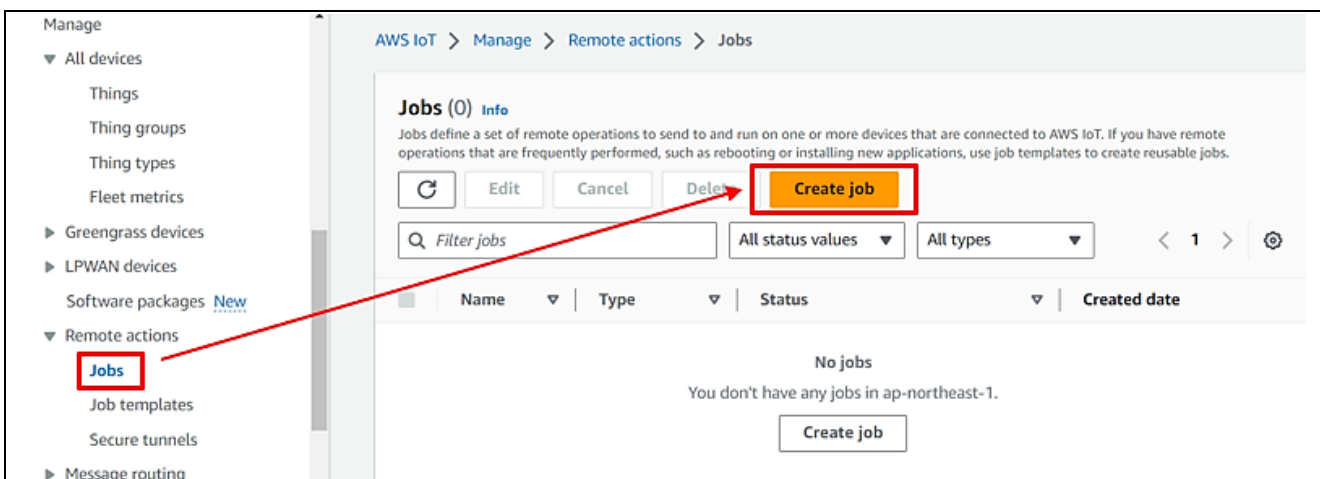 Manage
All devices
Things
Thing groups
Thing types
Fleet metrics
Greengrass devices
LPWAN devices
Software packages New
Remote actions
Jobs
Job templates
Secure tunnels
Message routing
AWS IoT > Manage > Remote actions > Jobs
Jobs (0) Info
Jobs define a set of remote operations to send to and run on one or more devices that are connected to AWS IoT. If you have remote
operations that are frequently performed, such as rebooting or installing new applications, use job templates to create reusable jobs.
Edit Cancel Delete Create job
Filter jobs All status values All types < 1 >
Name Type Status Created date
No jobs
You don't have any jobs in ap-northeast-1.
Create job